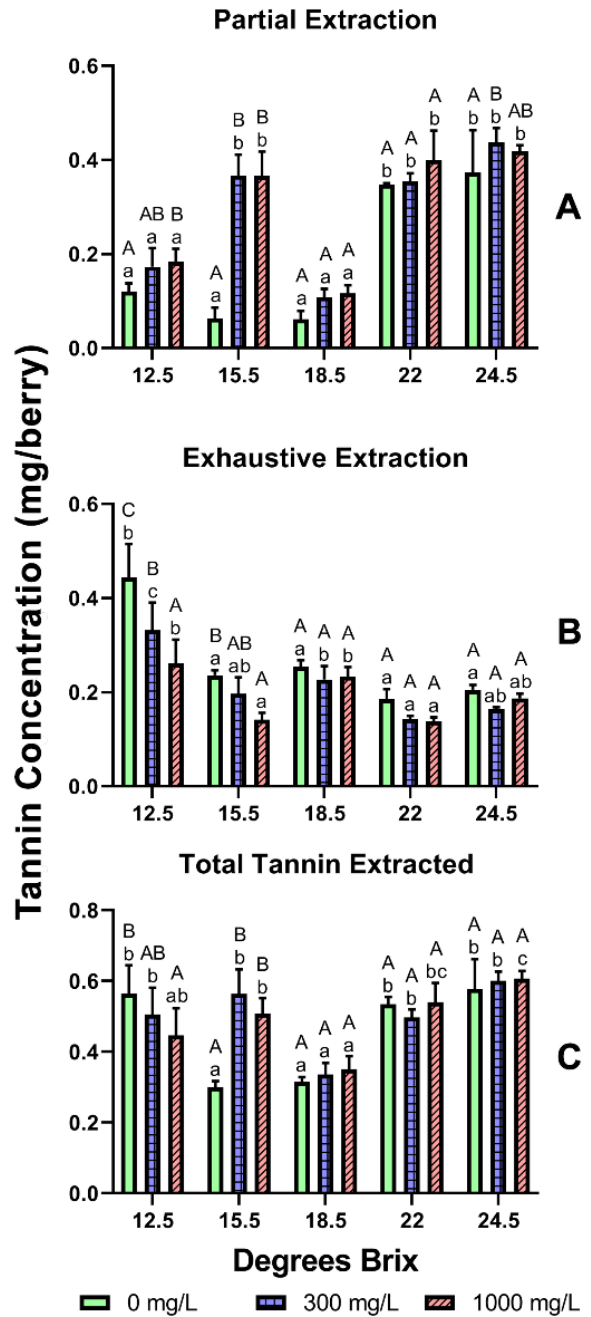 Partial Extraction
0.6
0.4
0.2
0.0
A AB B
a a a
A B B
a b b
A A A
a a a
A A A
b b b
A B AB
b b b
12.5 15.5 18.5 22 24.5
A
Tannin Concentration (mg/berry)
Exhaustive Extraction
0.6
0.4
0.2
0.0
C B A
b c b
B AB A
a ab a
A A A
a b b
A A A
a a a
A A A
a ab ab
12.5 15.5 18.5 22 24.5
B
Total Tannin Extracted
0.8
0.6
0.4
0.2
0.0
B AB A
b b ab
A B B
a b b
A A A
a a a
A A A
b b bc
A A A
b b c
12.5 15.5 18.5 22 24.5
C
Degrees Brix
0 mg/L 300 mg/L 1000 mg/L